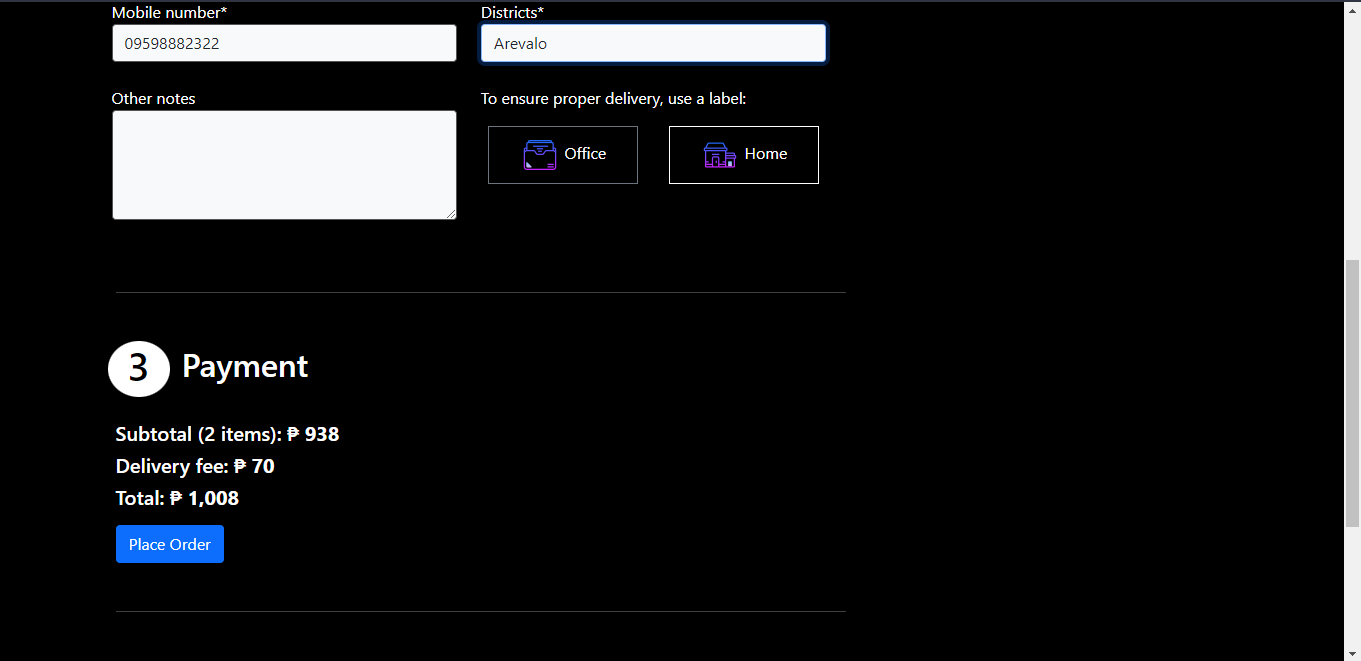 Mobile number*
Districts*
09598882322
Arevalo
Other notes
To ensure proper delivery, use a label:
Office
Home
3 Payment
Subtotal (2 items): ₱ 938
Delivery fee: ₱ 70
Total: ₱ 1,008
Place Order